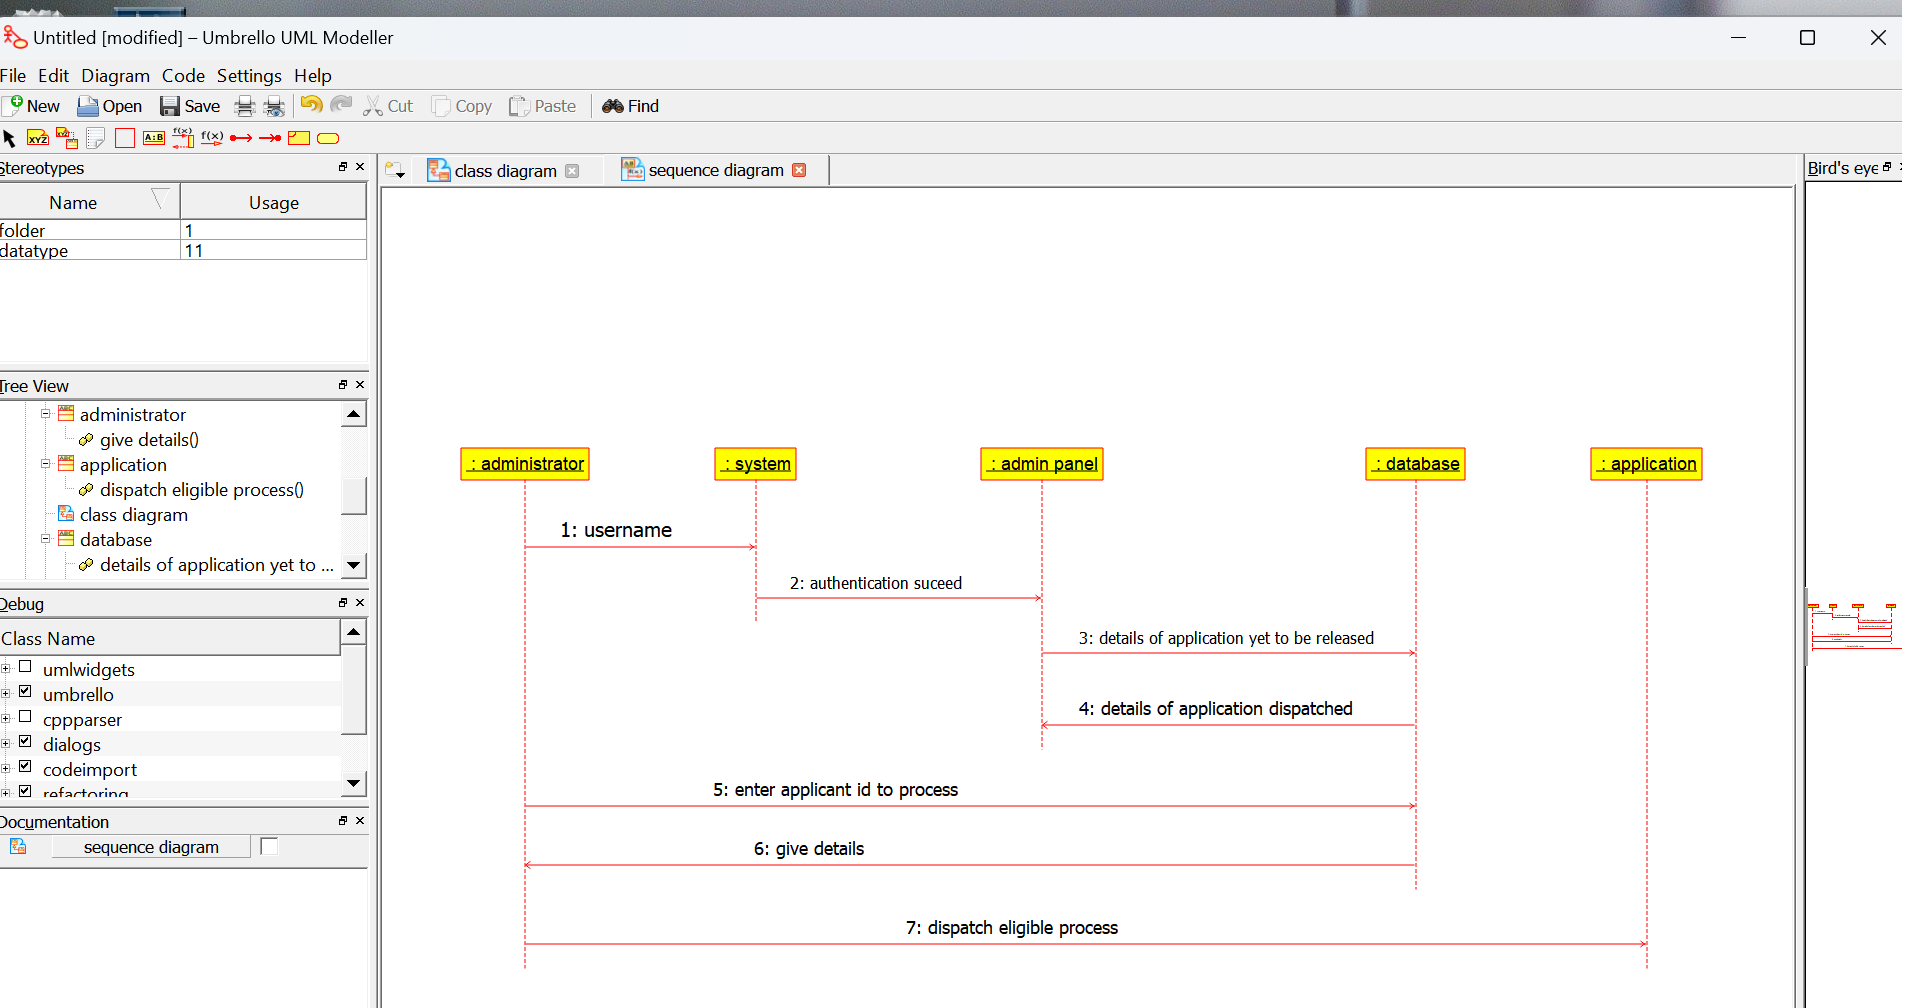 Untitled [modified] – Umbrello UML Modeller
File Edit Diagram Code Settings Help
New Open Save Cut Copy Paste Find
XYZ XYZ A:B f(x) f(x)
Stereotypes
class diagram
sequence diagram
Bird's eye
Name Usage
folder 1
datatype 11
Tree View
administrator
give details()
application
dispatch eligible process()
class diagram
database
details of application yet to ...
Debug
Class Name
umlwidgets
umbrello
cppparser
dialogs
codeimport
refactoring
Documentation
sequence diagram
: administrator
: system
: admin panel
: database
: application
1: username
2: authentication suceed
3: details of application yet to be released
4: details of application dispatched
5: enter applicant id to process
6: give details
7: dispatch eligible process